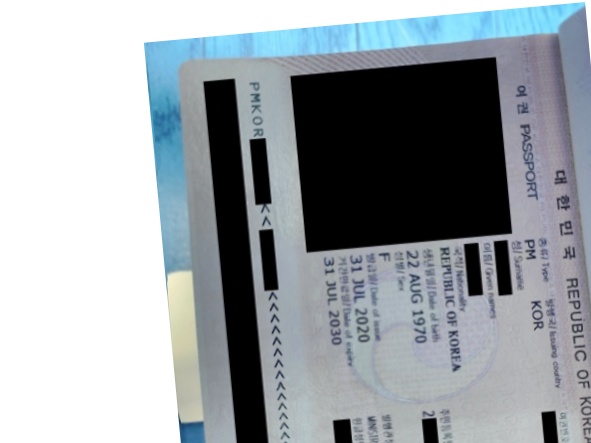 대한민국 REPUBLIC OF KOREA
여권 PASSPORT
종류/ Type 발행국/ Issuing country
PM KOR
성/ Surname
이름/ Given names
국적/ Nationality
REPUBLIC OF KOREA
생년월일/ Date of birth
22 AUG 1970
성별/ Sex
F
발급일/ Date of issue
31 JUL 2020
기간만료일/ Date of expiry
31 JUL 2030
PMKOR << <<<<<<<<<<<<<<<